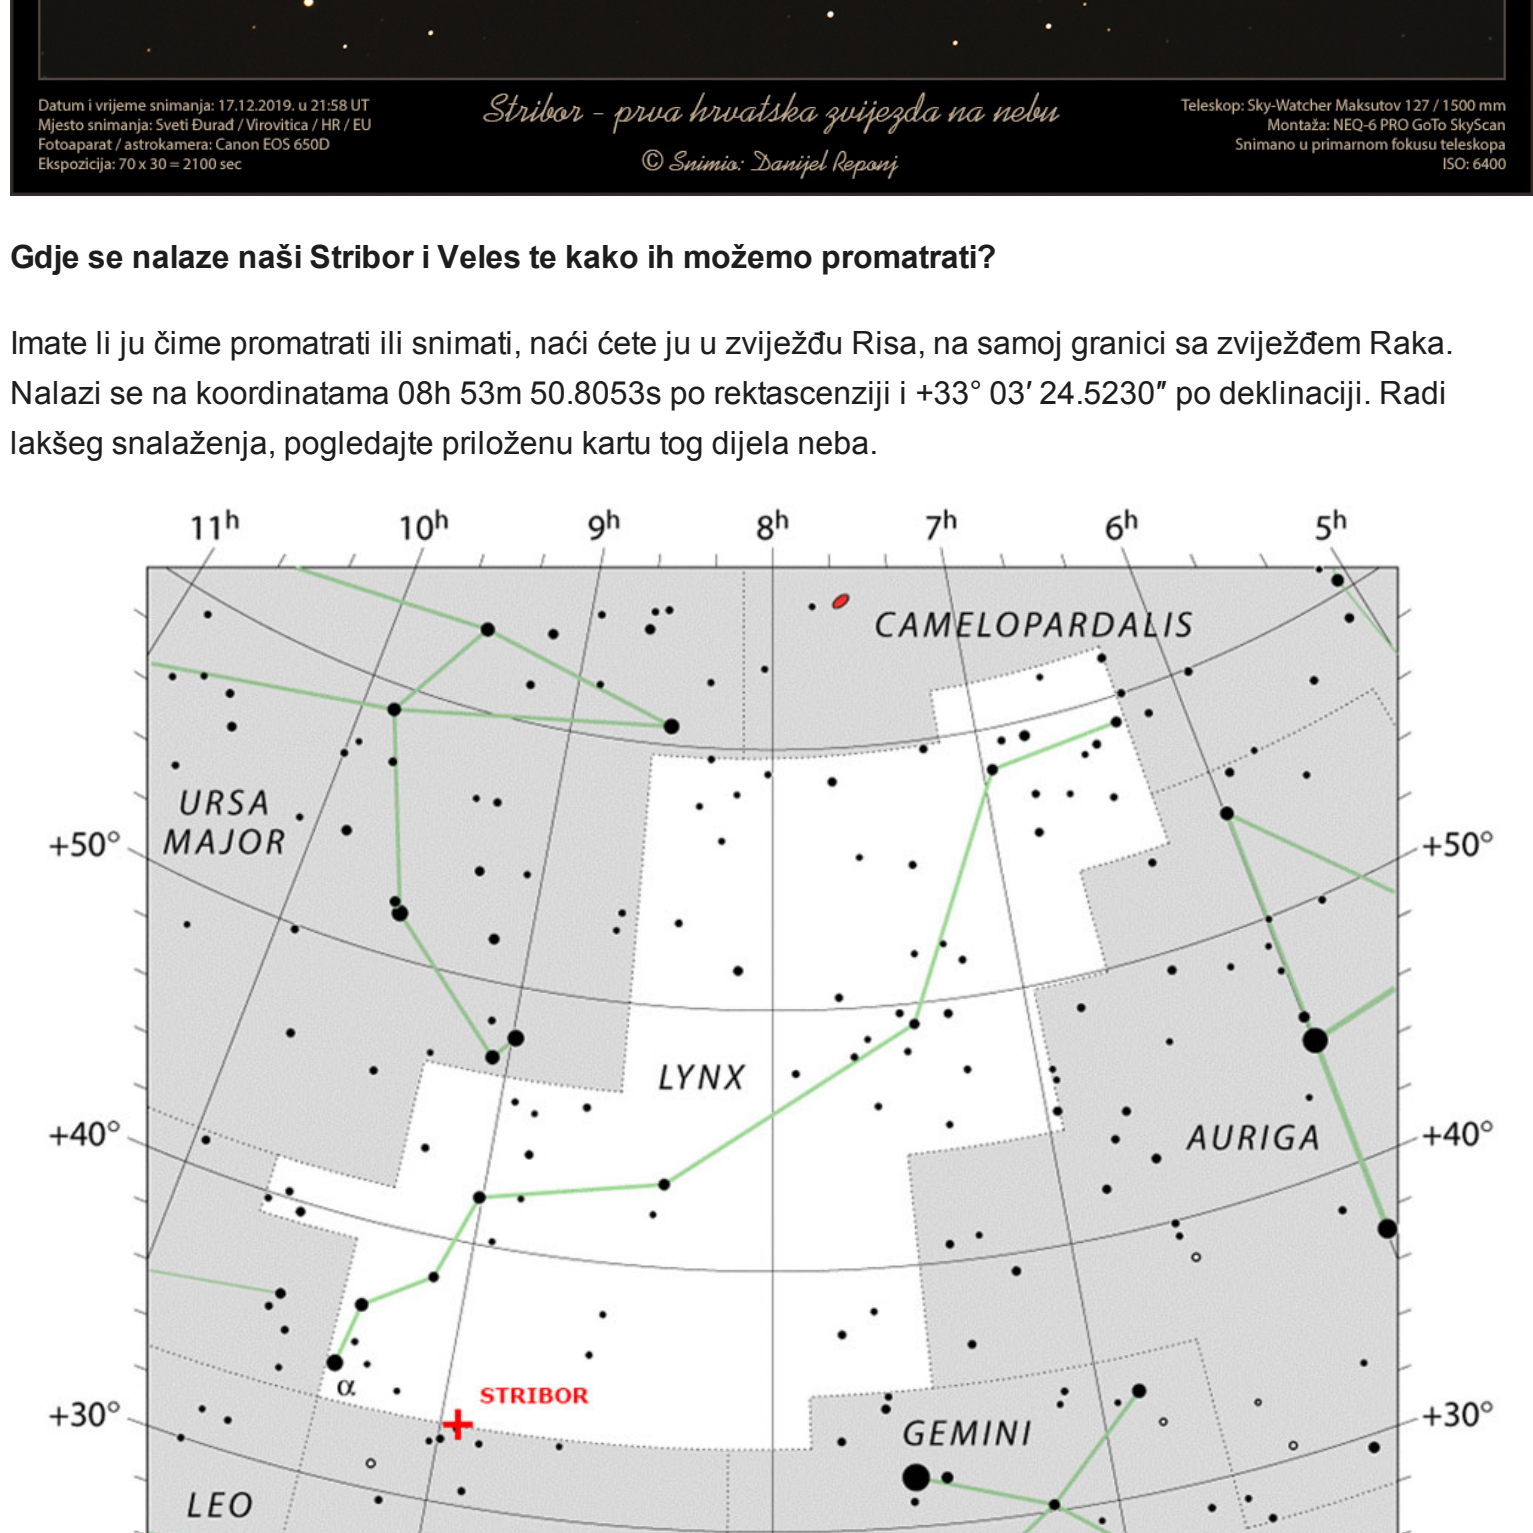 Datum i vrijeme snimanja: 17.12.2019. u 21:58 UT
Mjesto snimanja: Sveti Đurađ / Virovitica / HR / EU
Fotoaparat / astrokamera: Canon EOS 650D
Ekspozicija: 70 x 30 = 2100 sec
Stribor - prva hrvatska zvijezda na nebu
© Snimio: Danijel Reponj
Teleskop: Sky-Watcher Maksutov 127 / 1500 mm
Montaža: NEQ-6 PRO GoTo SkyScan
Snimano u primarnom fokusu teleskopa
ISO: 6400
Gdje se nalaze naši Stribor i Veles te kako ih možemo promatrati?
Imate li ju čime promatrati ili snimati, naći ćete ju u zviježđu Risa, na samoj granici sa zviježđem Raka.
Nalazi se na koordinatama 08h 53m 50.8053s po rektascenziji i +33° 03′ 24.5230″ po deklinaciji. Radi
lakšeg snalaženja, pogledajte priloženu kartu tog dijela neba.
11h 10h 9h 8h 7h 6h 5h
CAMELOPARDALIS
URSA
MAJOR
+50° +50°
LYNX
+40° +40°
AURIGA
α
STRIBOR
+30° +30°
GEMINI
LEO